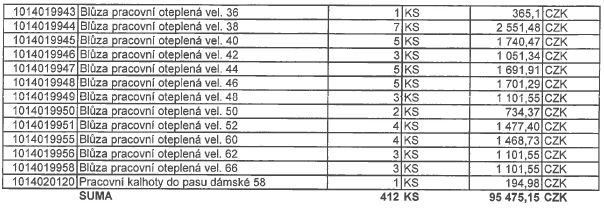 1014019943 Blůza pracovní oteplená vel. 36 1 KS 365,1 CZK
1014019944 Blůza pracovní oteplená vel. 38 7 KS 2 551,48 CZK
1014019945 Blůza pracovní oteplená vel. 40 5 KS 1 740,47 CZK
1014019946 Blůza pracovní oteplená vel. 42 3 KS 1 051,34 CZK
1014019947 Blůza pracovní oteplená vel. 44 5 KS 1 691,91 CZK
1014019948 Blůza pracovní oteplená vel. 46 5 KS 1 701,29 CZK
1014019949 Blůza pracovní oteplená vel. 48 3 KS 1 101,55 CZK
1014019950 Blůza pracovní oteplená vel. 50 2 KS 734,37 CZK
1014019951 Blůza pracovní oteplená vel. 52 4 KS 1 477,40 CZK
1014019955 Blůza pracovní oteplená vel. 60 4 KS 1 468,73 CZK
1014019956 Blůza pracovní oteplená vel. 62 3 KS 1 101,55 CZK
1014019958 Blůza pracovní oteplená vel. 66 3 KS 1 101,55 CZK
1014020120 Pracovní kalhoty do pasu dámské 58 1 KS 194,98 CZK
SUMA 412 KS 95 475,15 CZK